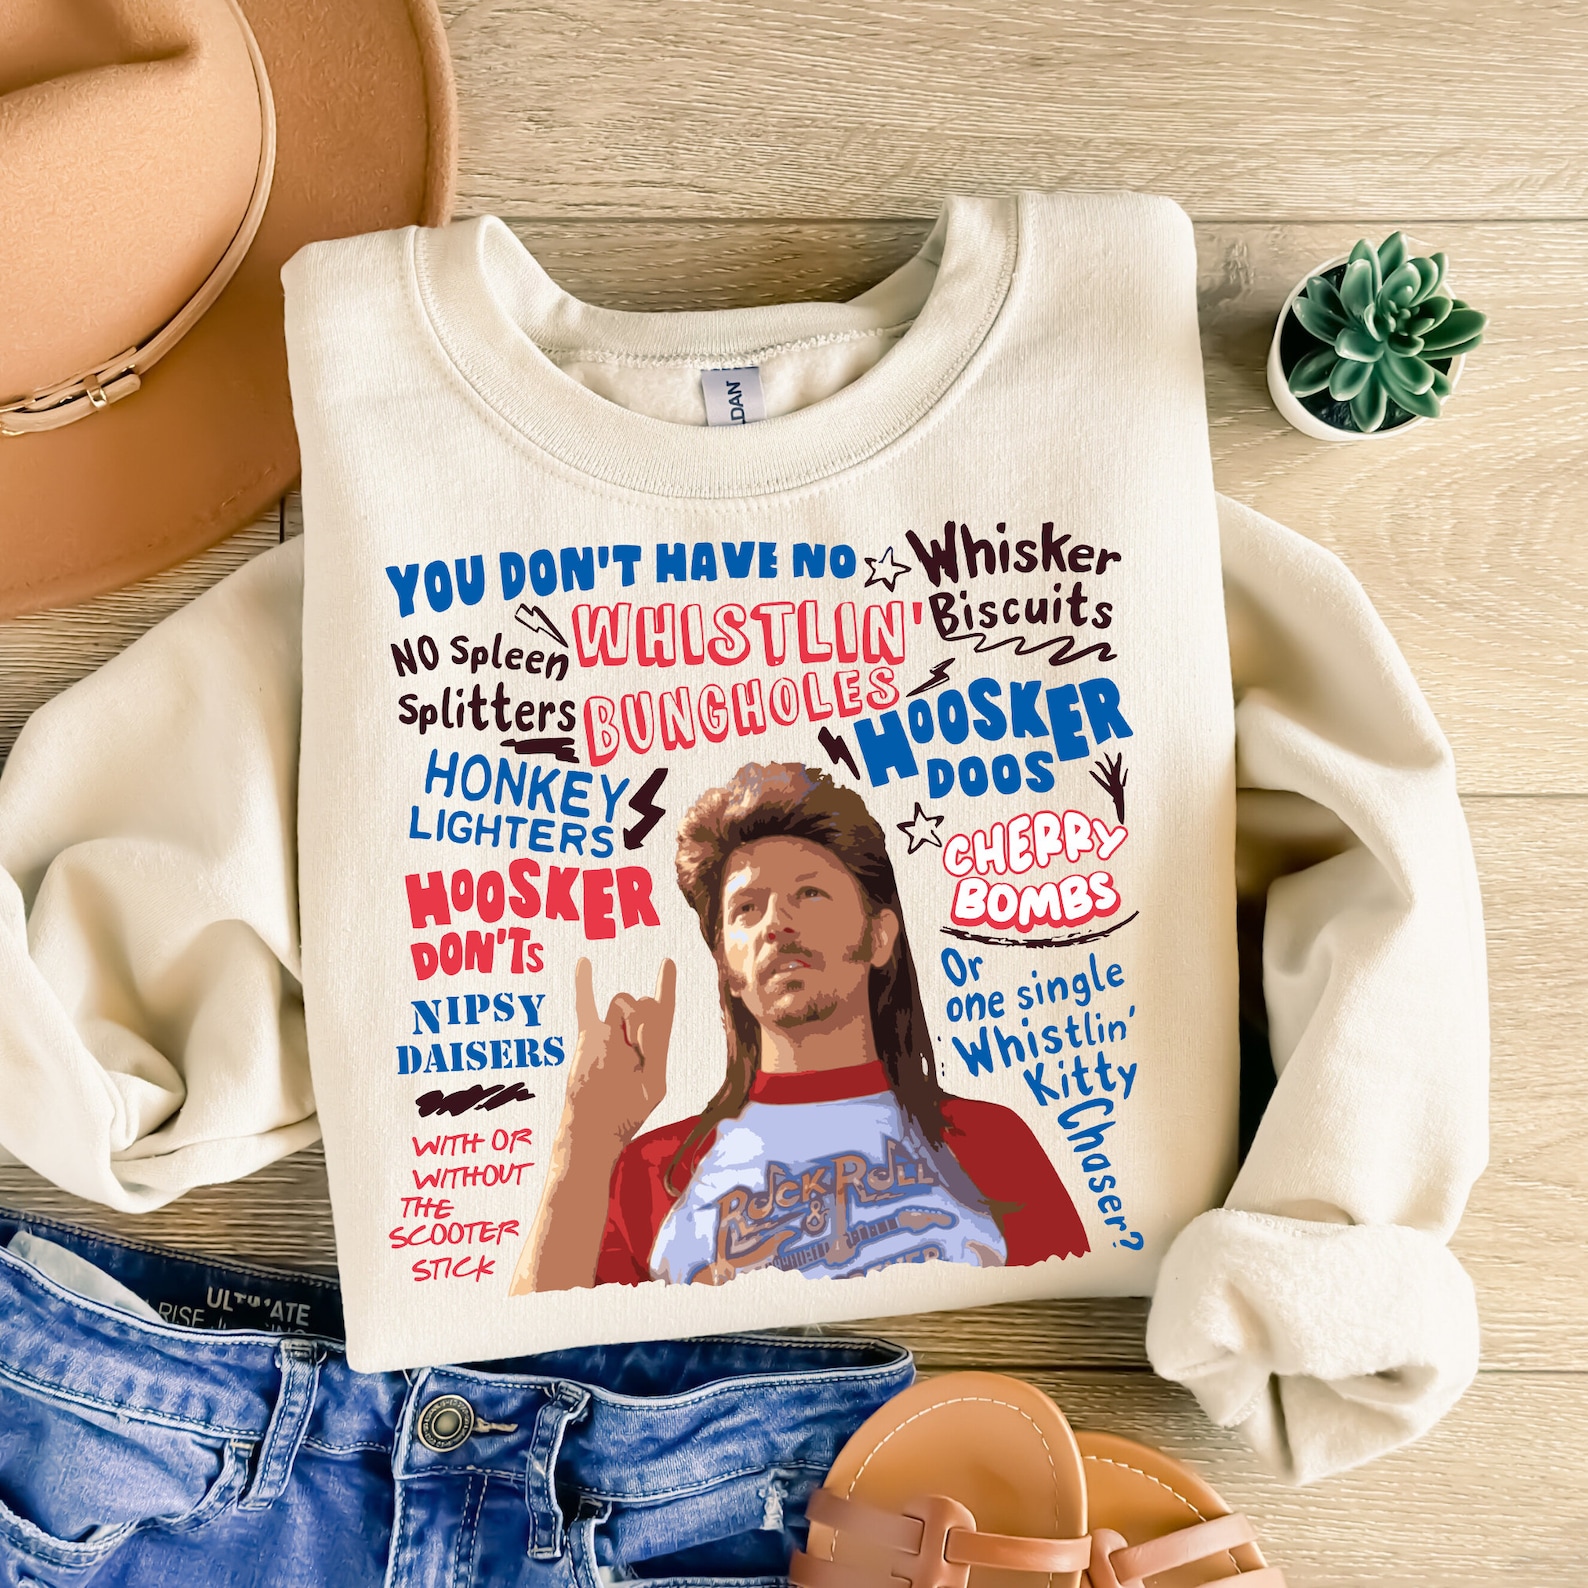 YOU DON'T HAVE NO
NO Spleen
Splitters
WHISTLIN'
BUNGHOLES
Whisker
Biscuits
HONKEY
LIGHTERS
HOOSKER
DOOS
HOOSKER
DON'Ts
CHERRY
BOMBS
NIPSY
DAISERS
WITH OR
WITHOUT
THE
SCOOTER
STICK
Or
one single
Whistlin'
Kitty
Chaser?
ROCK & ROLL
RISE